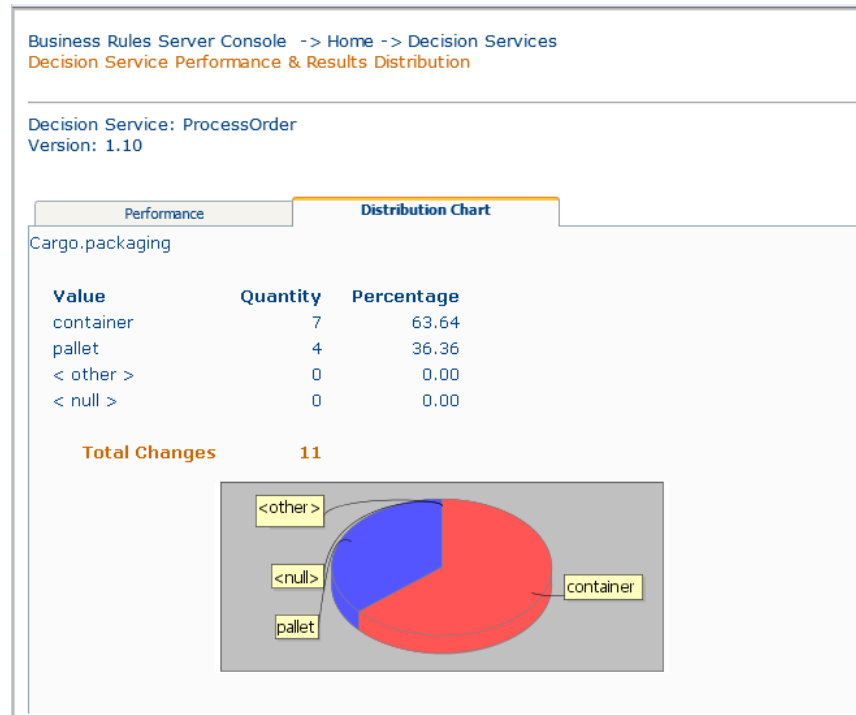 Business Rules Server Console -> Home -> Decision Services
Decision Service Performance & Results Distribution
Decision Service: ProcessOrder
Version: 1.10
Performance Distribution Chart
Cargo.packaging
Value Quantity Percentage
container 7 63.64
pallet 4 36.36
< other > 0 0.00
< null > 0 0.00
Total Changes 11
<other>
<null>
container
pallet